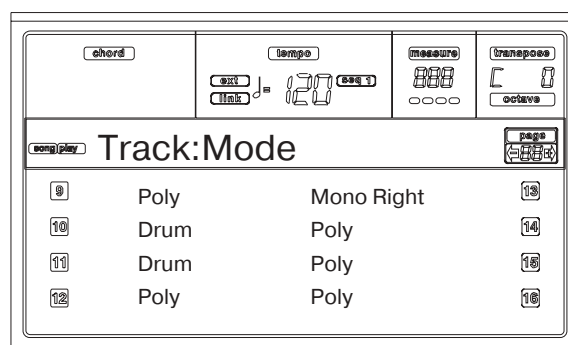 chord tempo measure transpose
ext ♩= 120 seq 1 888 C 0
link octave
song play Track:Mode page
88
9 Poly Mono Right 13
10 Drum Poly 14
11 Drum Poly 15
12 Poly Poly 16